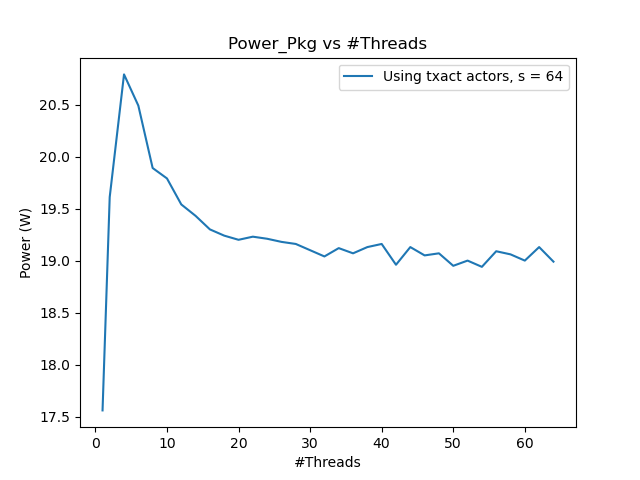 Power_Pkg vs #Threads
Using txact actors, s = 64
Power (W)
20.5
20.0
19.5
19.0
18.5
18.0
17.5
0 10 20 30 40 50 60
#Threads